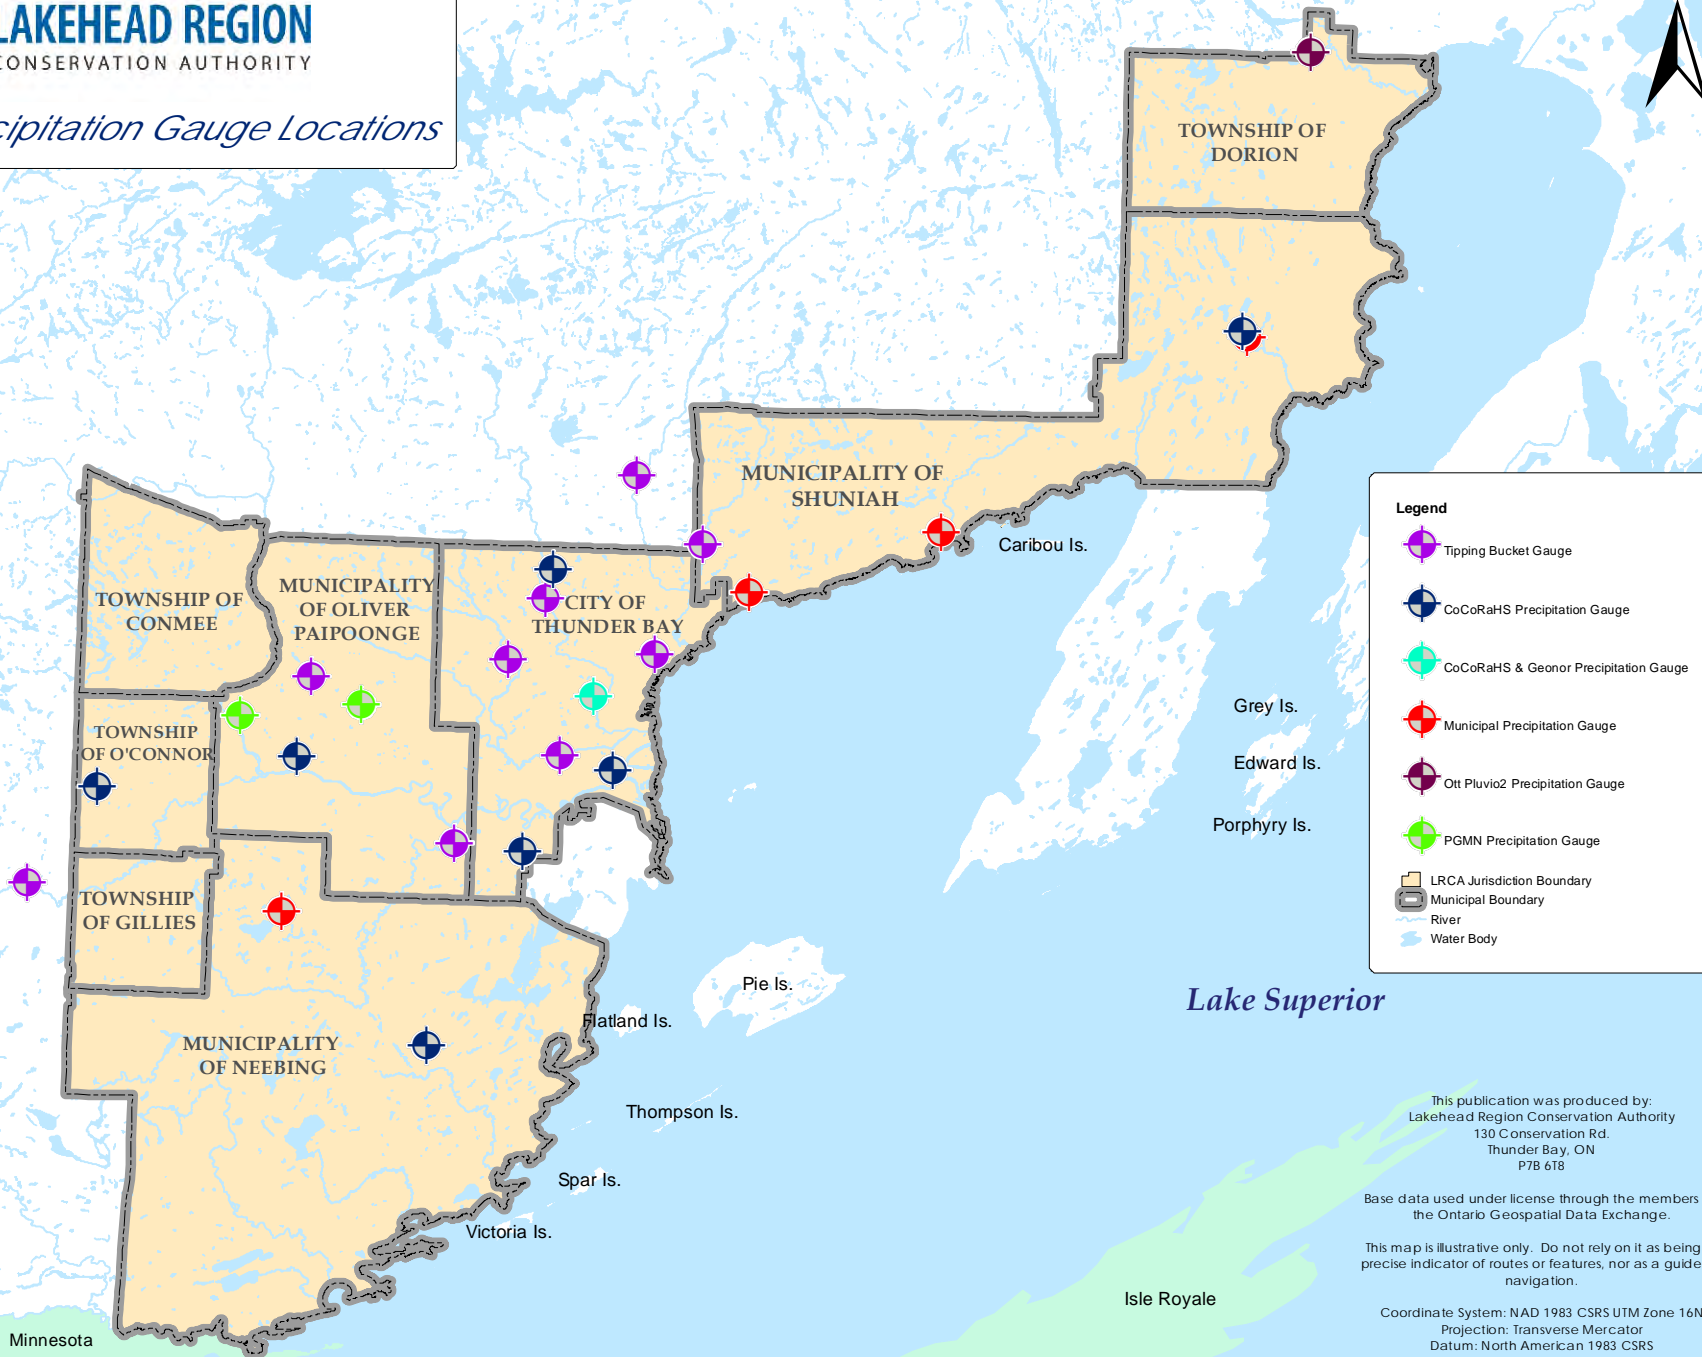 LAKEHEAD REGION
CONSERVATION AUTHORITY
cipitation Gauge Locations
TOWNSHIP OF
DORION
MUNICIPALITY OF
SHUNIAH
Caribou Is.
TOWNSHIP OF
CONMEE
MUNICIPALITY
OF OLIVER
PAIPOONGE
CITY OF
THUNDER BAY
TOWNSHIP
OF O'CONNOR
TOWNSHIP
OF GILLIES
MUNICIPALITY
OF NEEBING
Grey Is.
Edward Is.
Porphyry Is.
Pie Is.
Flatland Is.
Thompson Is.
Spar Is.
Victoria Is.
Lake Superior
Isle Royale
Minnesota
Legend
Tipping Bucket Gauge
CoCoRaHS Precipitation Gauge
CoCoRaHS & Geonor Precipitation Gauge
Municipal Precipitation Gauge
Ott Pluvio2 Precipitation Gauge
PGMN Precipitation Gauge
LRCA Jurisdiction Boundary
Municipal Boundary
River
Water Body
This publication was produced by:
Lakehead Region Conservation Authority
130 Conservation Rd.
Thunder Bay, ON
P7B 6T8
Base data used under license through the members
the Ontario Geospatial Data Exchange.
This map is illustrative only. Do not rely on it as being
precise indicator of routes or features, nor as a guide
navigation.
Coordinate System: NAD 1983 CSRS UTM Zone 16N
Projection: Transverse Mercator
Datum: North American 1983 CSRS